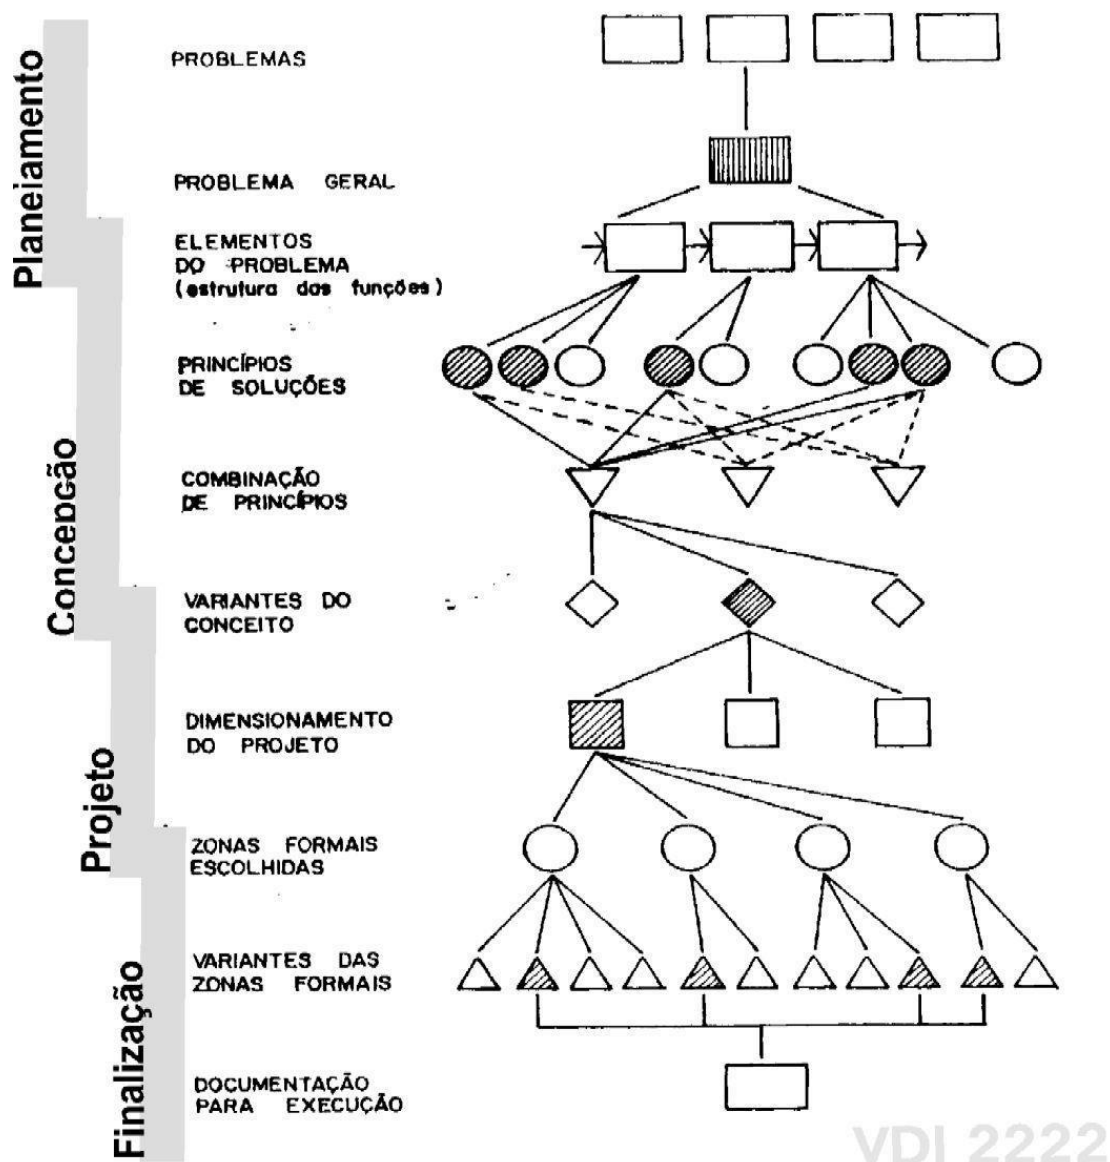 Planeiamento
PROBLEMAS
PROBLEMA GERAL
ELEMENTOS
DO PROBLEMA
(estrutura das funções)
Concepção
PRINCÍPIOS
DE SOLUÇÕES
COMBINAÇÃO
DE PRINCÍPIOS
VARIANTES DO
CONCEITO
Projeto
DIMENSIONAMENTO
DO PROJETO
ZONAS FORMAIS
ESCOLHIDAS
Finalização
VARIANTES DAS
ZONAS FORMAIS
DOCUMENTAÇÃO
PARA EXECUÇÃO
VDI 2222